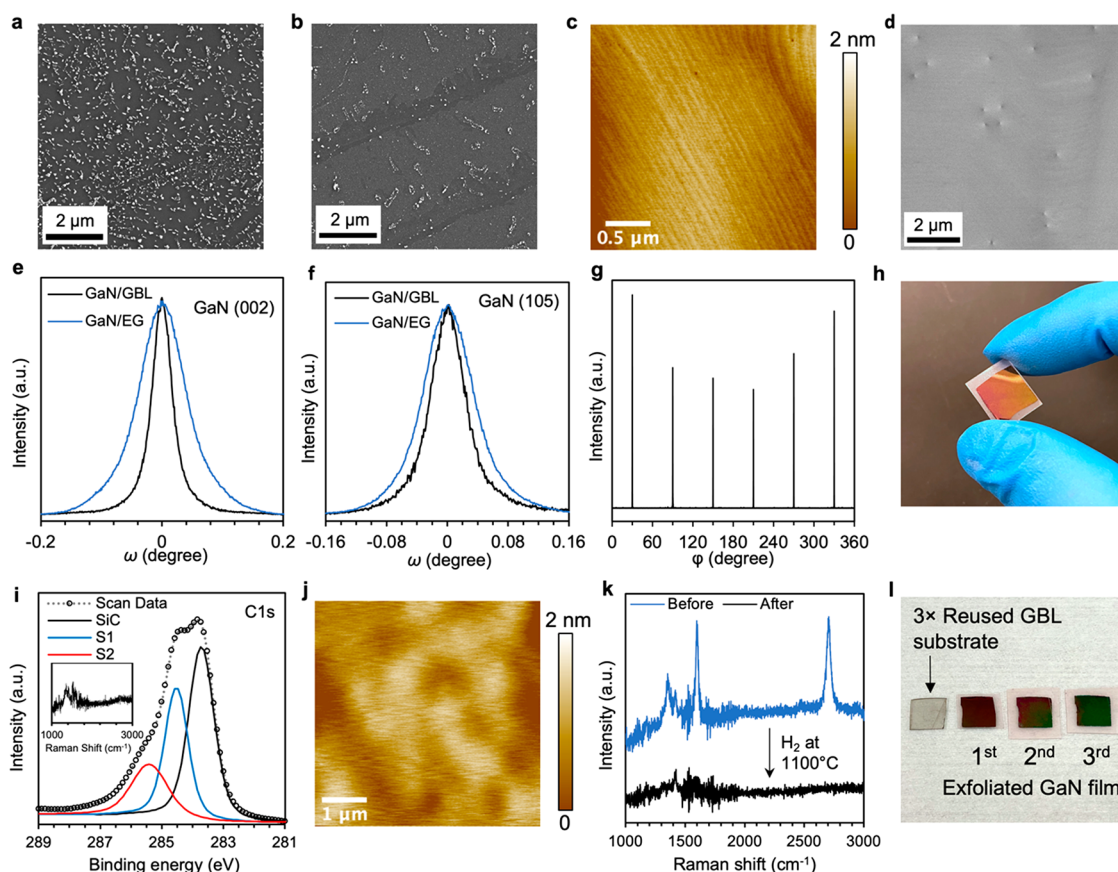 a
b
c
d
2 nm
0
2 µm
2 µm
0.5 µm
2 µm
e
f
g
h
GaN/GBL
GaN (002)
GaN/EG
Intensity (a.u.)
-0.2
0
0.2
ω (degree)
GaN/GBL
GaN (105)
GaN/EG
Intensity (a.u.)
-0.16
-0.08
0
0.08
0.16
ω (degree)
Intensity (a.u.)
0
60
120
180
240
300
360
φ (degree)
i
Scan Data
C1s
SiC
S1
S2
1000
3000
Raman Shift (cm⁻¹)
Intensity (a.u.)
289
287
285
283
281
Binding energy (eV)
j
2 nm
0
1 µm
k
Before
After
H₂ at
1100°C
Intensity (a.u.)
1000
1500
2000
2500
3000
Raman shift (cm⁻¹)
l
3× Reused GBL
substrate
1st
2nd
3rd
Exfoliated GaN film